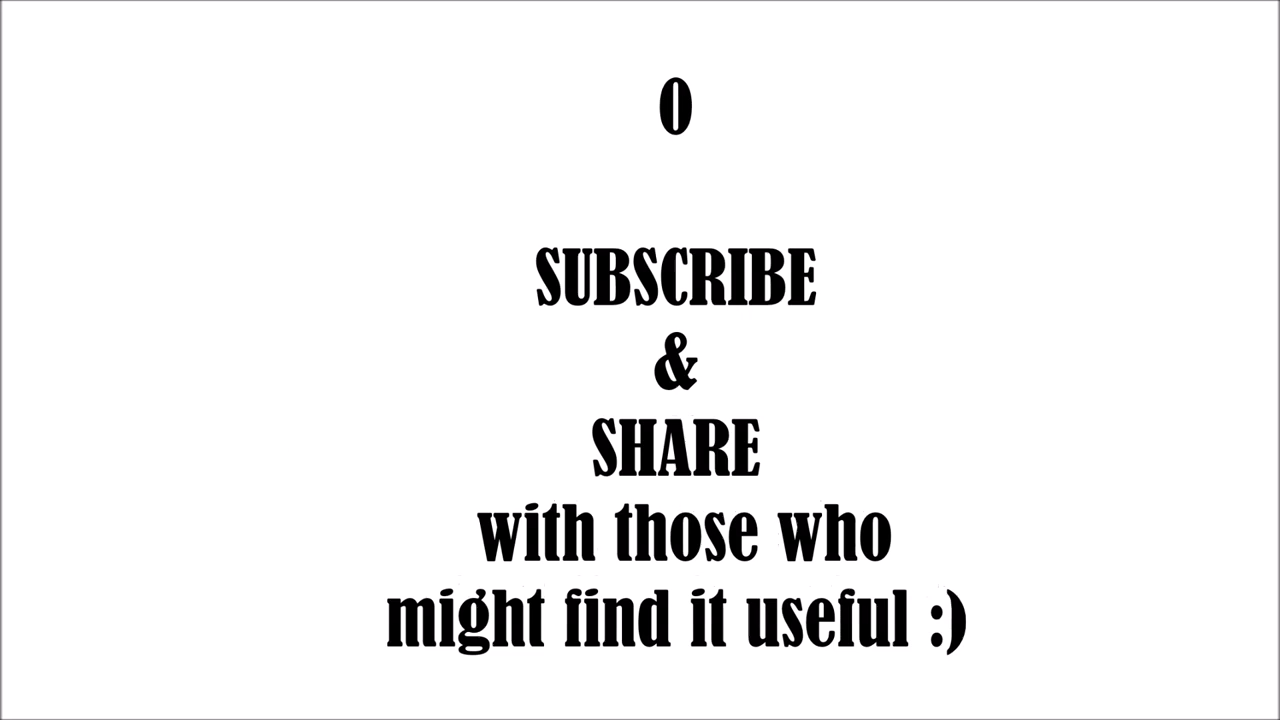 0
SUBSCRIBE
&
SHARE
with those who
might find it useful :)